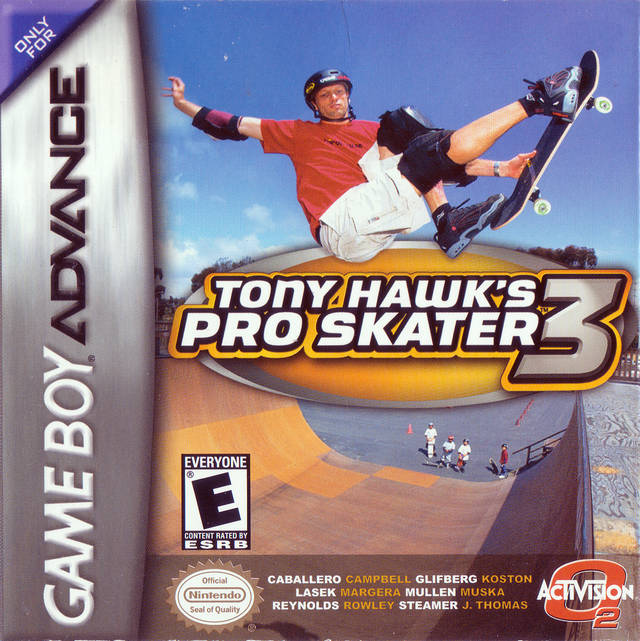 ONLY
FOR
GAME BOY ADVANCE
TONY HAWK'S
PRO SKATER 3
TM
EVERYONE
E
®
CONTENT RATED BY
ESRB
Official
Nintendo
Seal of Quality
CABALLERO CAMPBELL GLIFBERG KOSTON
LASEK MARGERA MULLEN MUSKA
REYNOLDS ROWLEY STEAMER J. THOMAS
ACTIVISION
O2